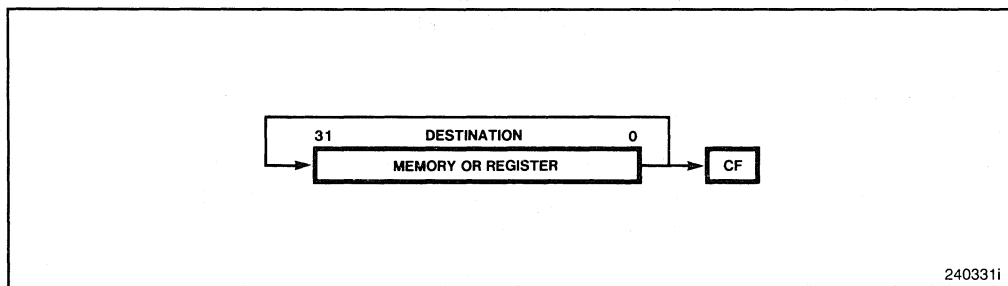 31 DESTINATION 0
MEMORY OR REGISTER CF
240331i